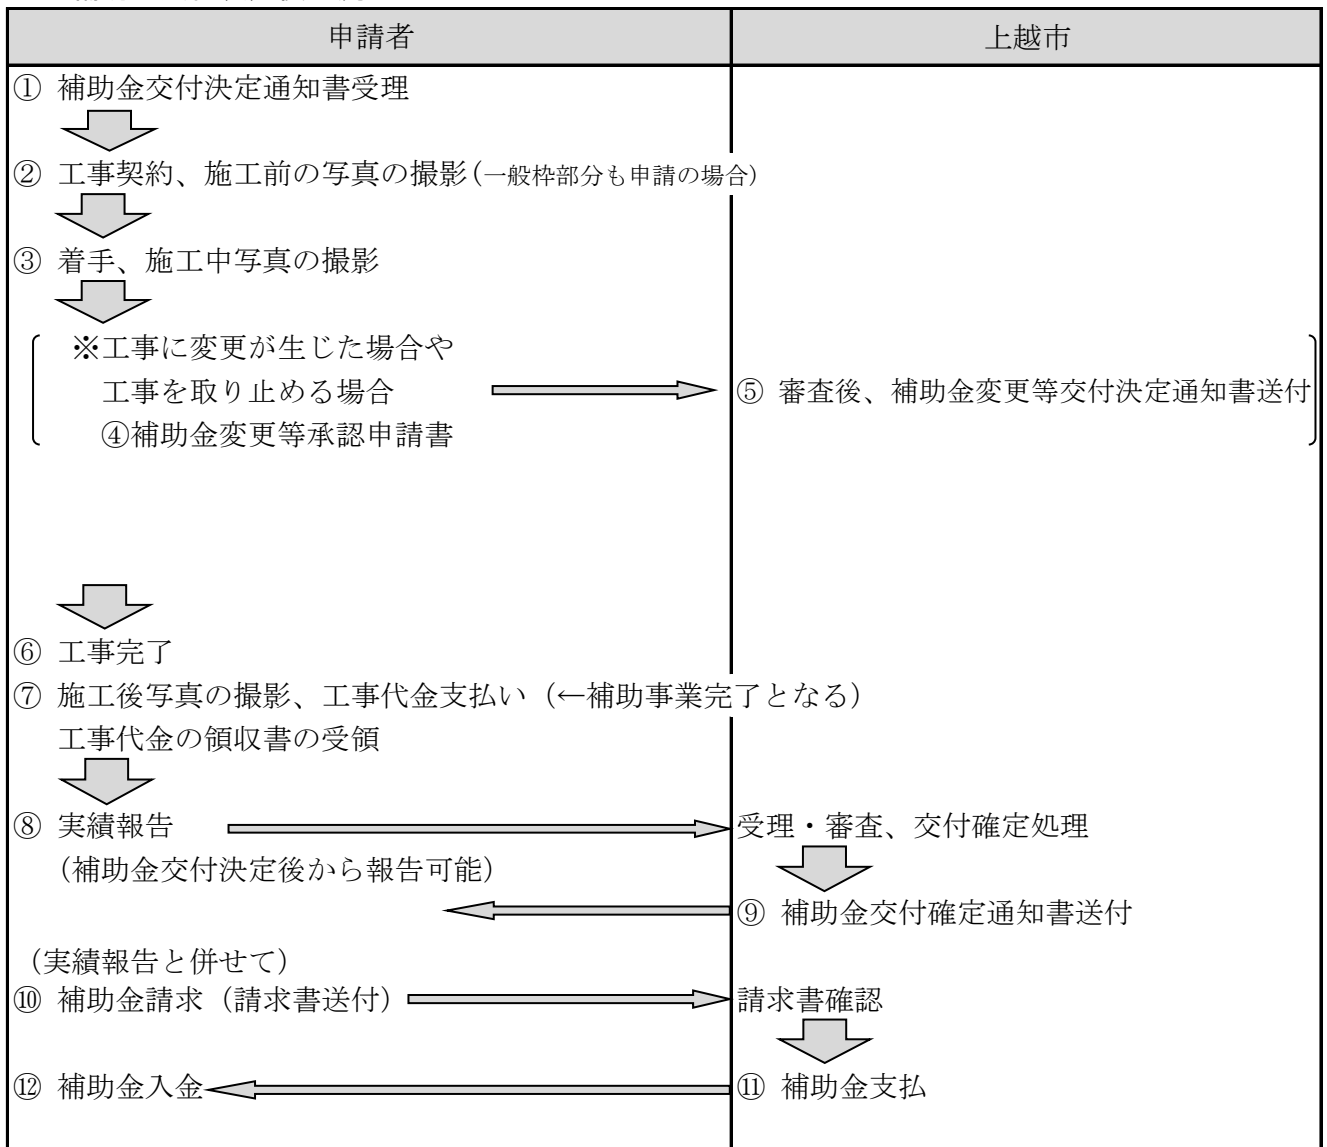 申請者
上越市
① 補助金交付決定通知書受理
② 工事契約、施工前の写真の撮影(一般枠部分も申請の場合)
③ 着手、施工中写真の撮影
※工事に変更が生じた場合や
工事を取り止める場合
④補助金変更等承認申請書
⑤ 審査後、補助金変更等交付決定通知書送付
⑥ 工事完了
⑦ 施工後写真の撮影、工事代金支払い（←補助事業完了となる）
工事代金の領収書の受領
⑧ 実績報告
受理・審査、交付確定処理
（補助金交付決定後から報告可能）
⑨ 補助金交付確定通知書送付
（実績報告と併せて）
⑩ 補助金請求（請求書送付）
請求書確認
⑫ 補助金入金
⑪ 補助金支払